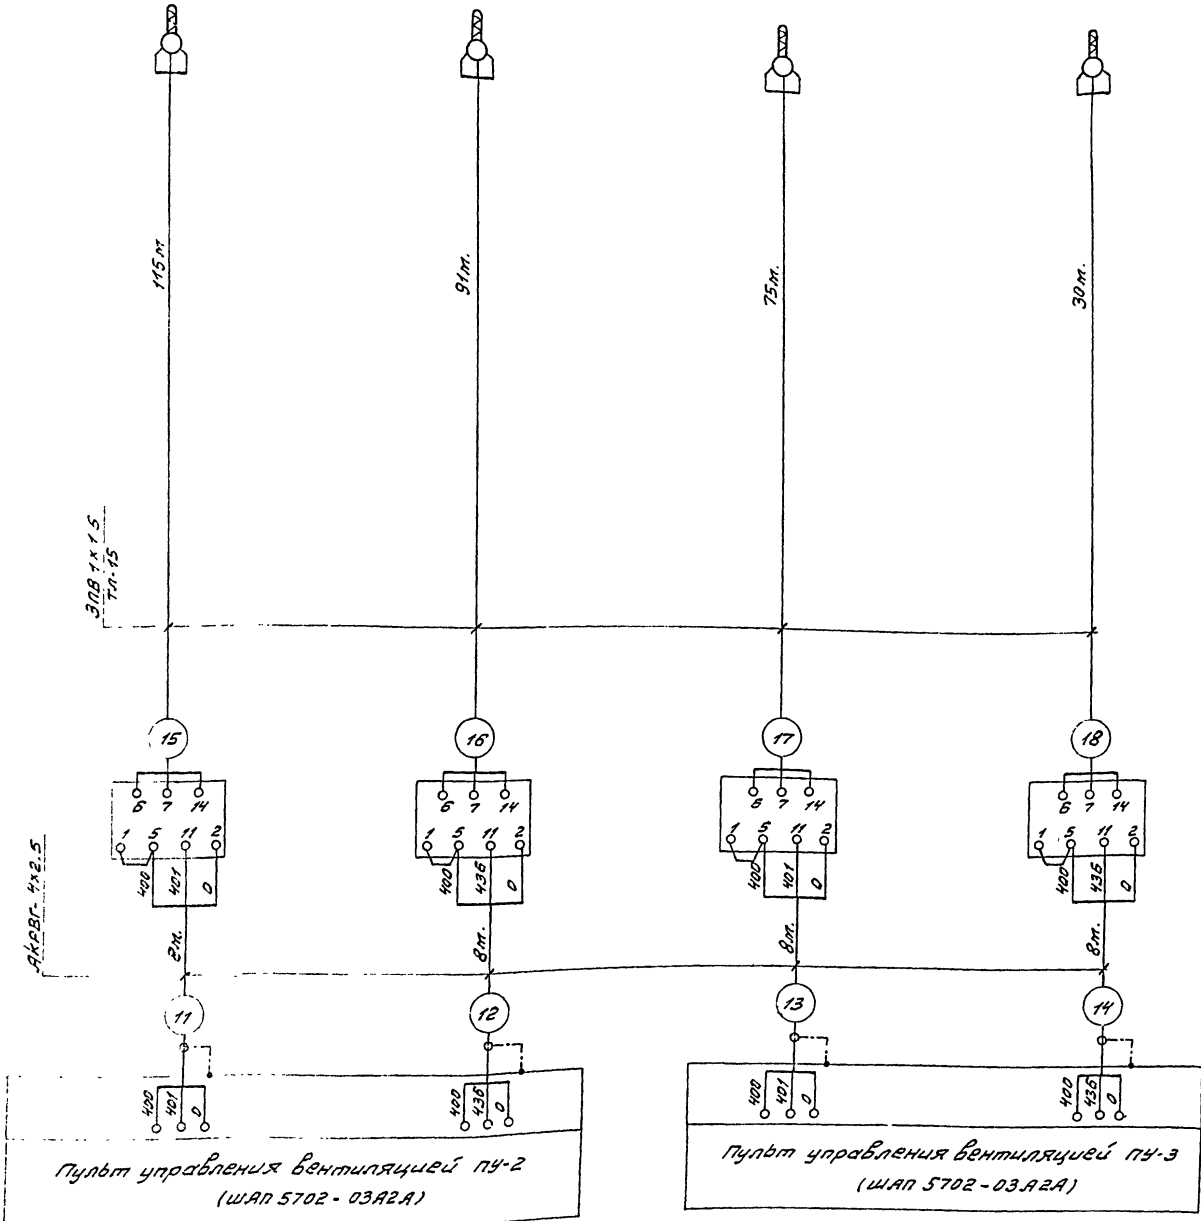 115м
91м.
75м.
30м.
3ПВ 1х1.5
ТЛ-15
15
16
17
18
6 7 14
6 7 14
6 7 14
6 7 14
1 5 11 2
1 5 11 2
1 5 11 2
1 5 11 2
400 401 0
400 436 0
400 401 0
400 436 0
АКРВГ-4х2.5
8м.
8м.
8м.
8м.
11
12
13
14
400 401 0
400 436 0
400 401 0
400 436 0
Пульт управления вентиляцией ПУ-2
(ШАП 5702-03А2А)
Пульт управления вентиляцией ПУ-3
(ШАП 5702-03А2А)